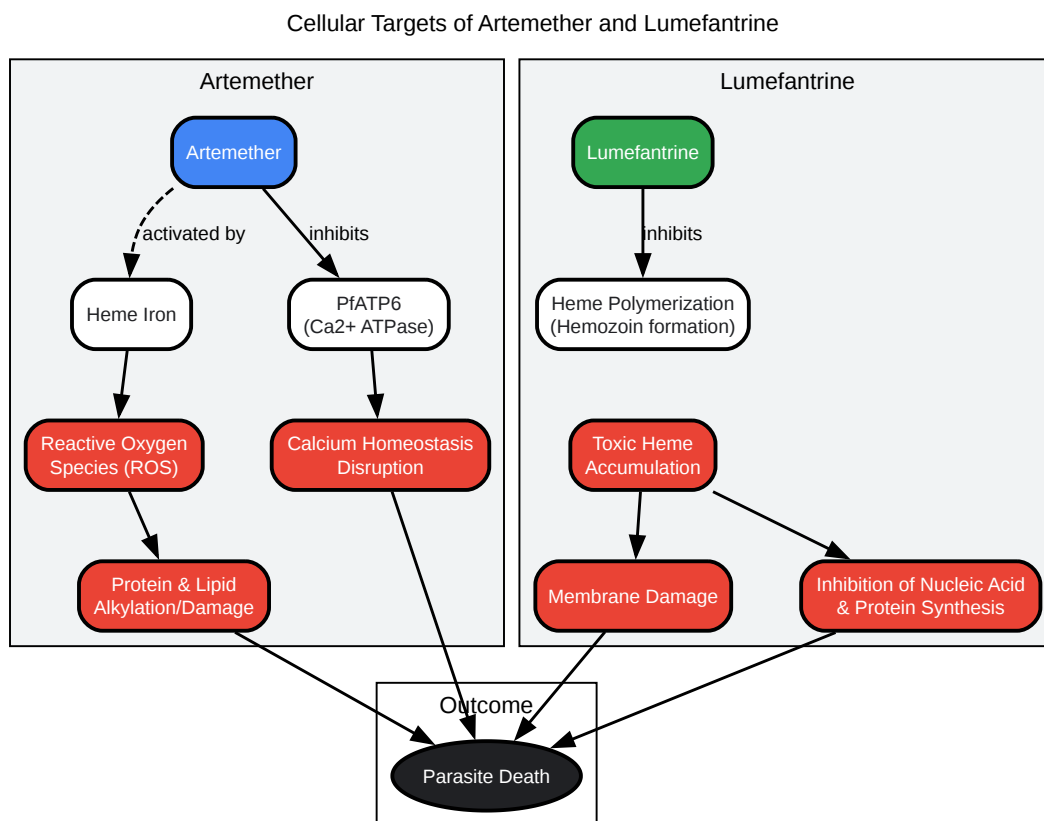 Cellular Targets of Artemether and Lumefantrine
Artemether
Artemether
activated by
inhibits
Heme Iron
PfATP6
(Ca2+ ATPase)
Reactive Oxygen
Species (ROS)
Calcium Homeostasis
Disruption
Protein & Lipid
Alkylation/Damage
Lumefantrine
Lumefantrine
inhibits
Heme Polymerization
(Hemozoin formation)
Toxic Heme
Accumulation
Membrane Damage
Inhibition of Nucleic Acid
& Protein Synthesis
Outcome
Parasite Death